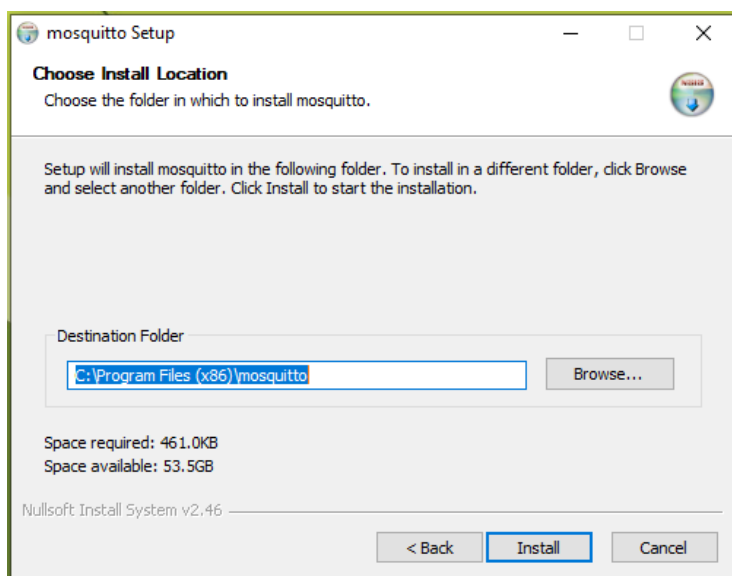 mosquitto Setup
Choose Install Location
Choose the folder in which to install mosquitto.
Setup will install mosquitto in the following folder. To install in a different folder, click Browse
and select another folder. Click Install to start the installation.
Destination Folder
C:\Program Files (x86)\mosquitto
Browse...
Space required: 461.0KB
Space available: 53.5GB
Nullsoft Install System v2.46
< Back
Install
Cancel